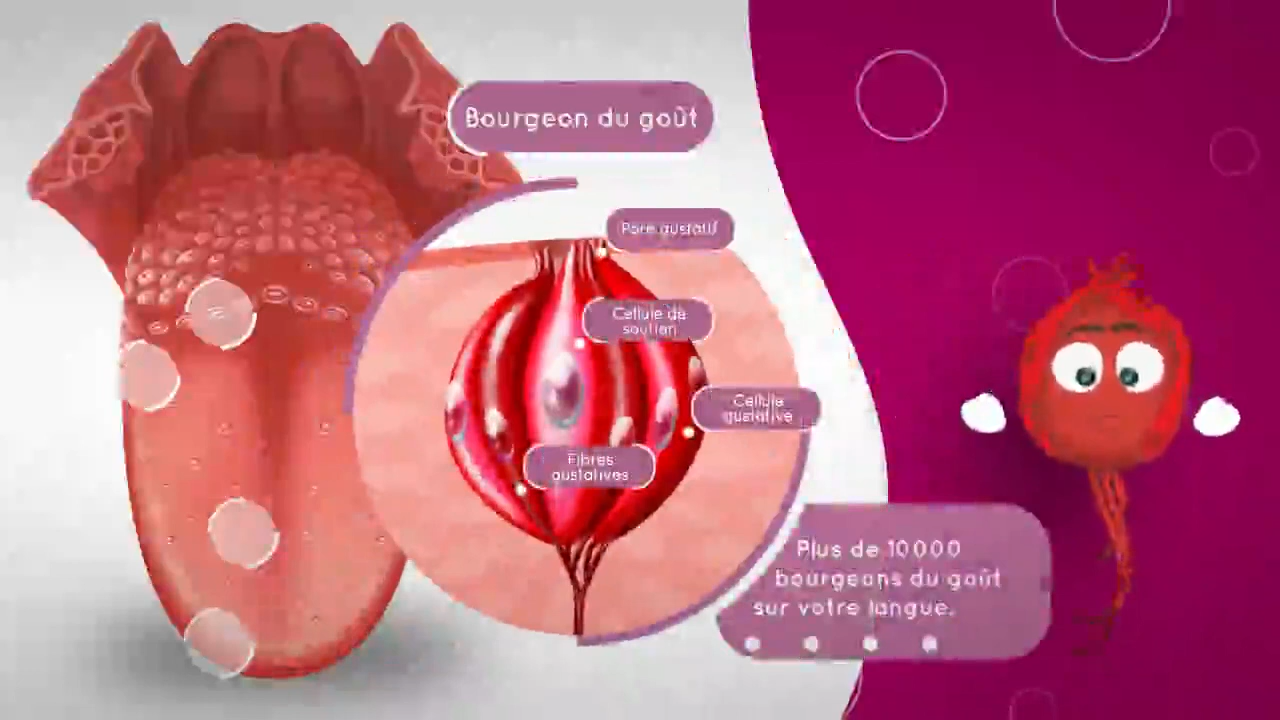 Bourgeon du goût
Pore gustatif
Cellule de
soutien
Cellule
gustative
Fibres
gustatives
Plus de 10000
bourgeons du goût
sur votre langue.